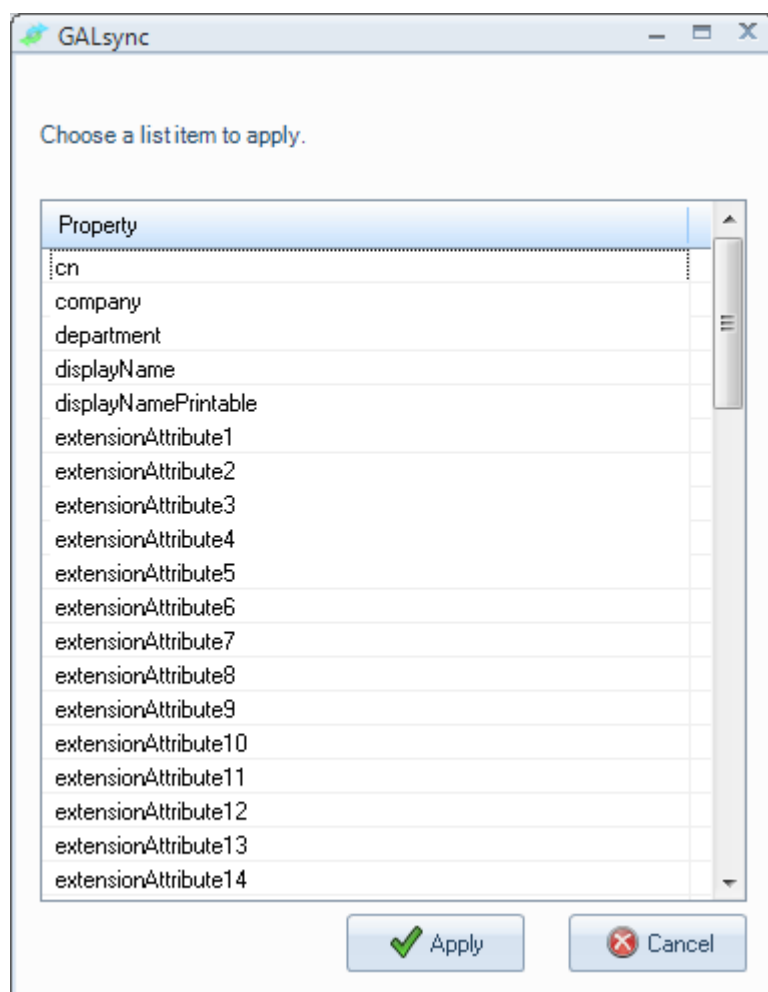 GALsync
Choose a list item to apply.
Property
cn
company
department
displayName
displayNamePrintable
extensionAttribute1
extensionAttribute2
extensionAttribute3
extensionAttribute4
extensionAttribute5
extensionAttribute6
extensionAttribute7
extensionAttribute8
extensionAttribute9
extensionAttribute10
extensionAttribute11
extensionAttribute12
extensionAttribute13
extensionAttribute14
Apply Cancel